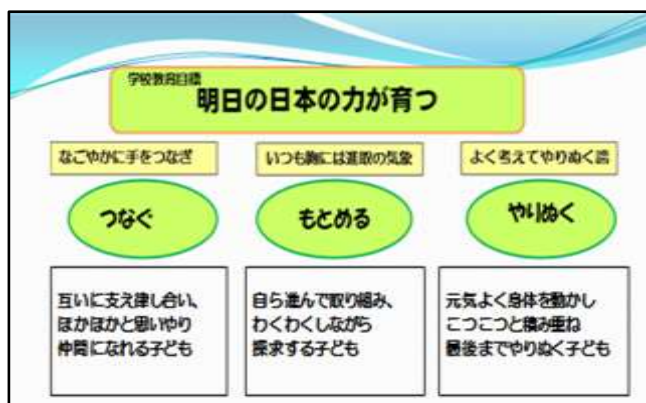 学校教育目標
明日の日本の力が育つ
なごやかに手をつなぎ
いつも胸には進取の気象
よく考えてやりぬく誇
つなぐ
もとめる
やりぬく
互いに支え律し合い、
ほかほかと思いやり
仲間になれる子ども
自ら進んで取り組み、
わくわくしながら
探求する子ども
元気よく身体を動かし
こつこつと積み重ね
最後までやりぬく子ども